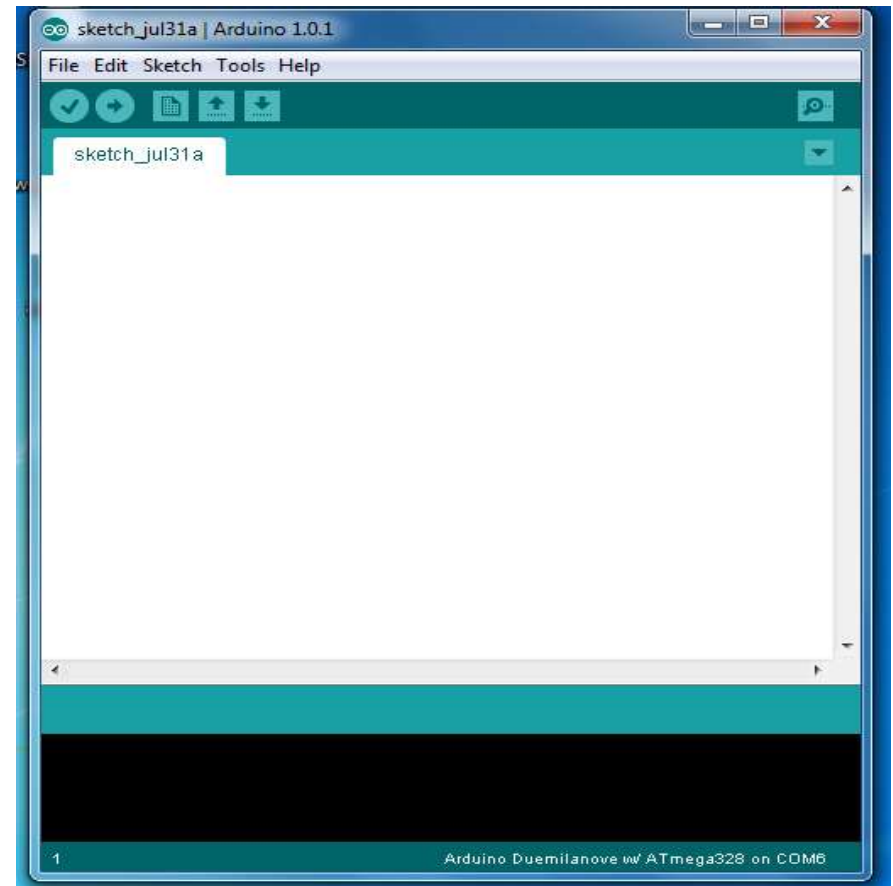 sketch_jul31a | Arduino 1.0.1
S
File Edit Sketch Tools Help
sketch_jul31a
w
1 Arduino Duemilanove w/ ATmega328 on COM6